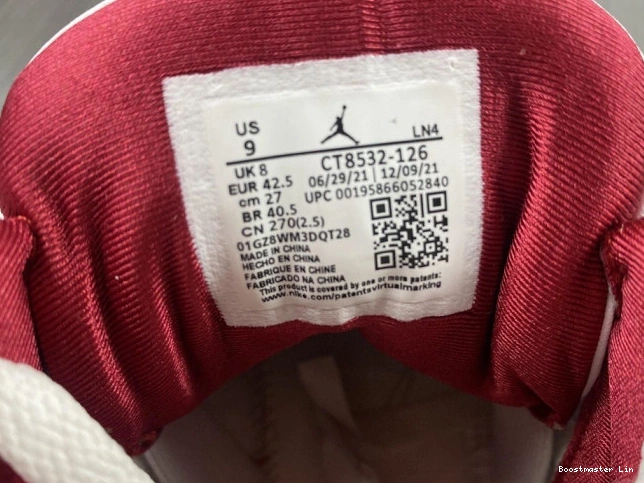 US
9
LN4
UK 8
CT8532-126
EUR 42.5
06/29/21 | 12/09/21
cm 27
UPC 00195866052840
BR 40.5
CN 270(2.5)
01GZ8WM3DQT28
MADE IN CHINA
HECHO EN CHINA
FABRIQUE EN CHINE
FABRICADO NA CHINA
This product is covered by one or more patents:
www.nike.com/patentsvirtualmarking
Boostmaster Lin